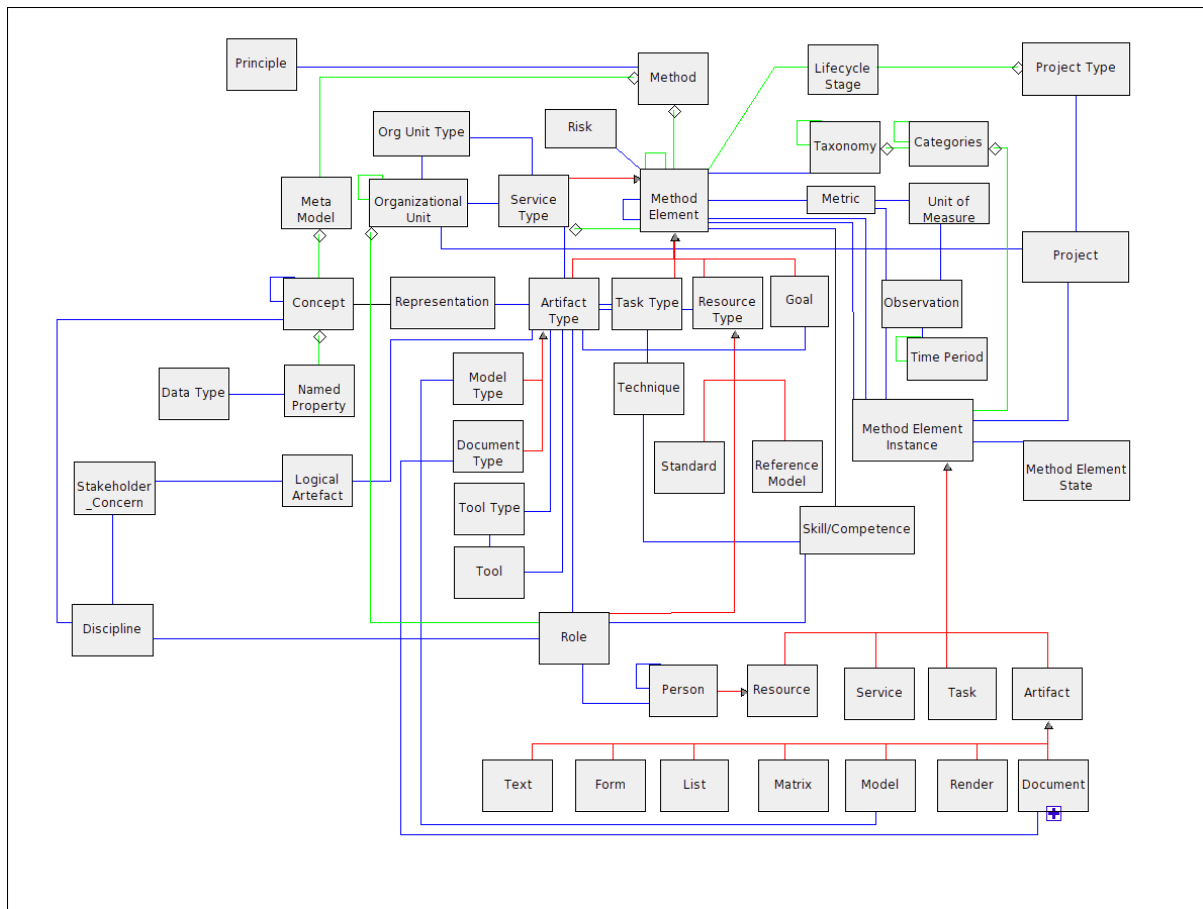 Principle
Method
Lifecycle
Stage
Project Type
Org Unit Type
Risk
Taxonomy
Categories
Meta
Model
Organizational
Unit
Service
Type
Method
Element
Metric
Unit of
Measure
Project
Concept
Representation
Artifact
Type
Task Type
Resource
Type
Goal
Observation
Time Period
Data Type
Named
Property
Model
Type
Technique
Method Element
Instance
Document
Type
Standard
Reference
Model
Method Element
State
Stakeholder
_Concern
Logical
Artefact
Tool Type
Skill/Competence
Tool
Discipline
Role
Person
Resource
Service
Task
Artifact
Text
Form
List
Matrix
Model
Render
Document